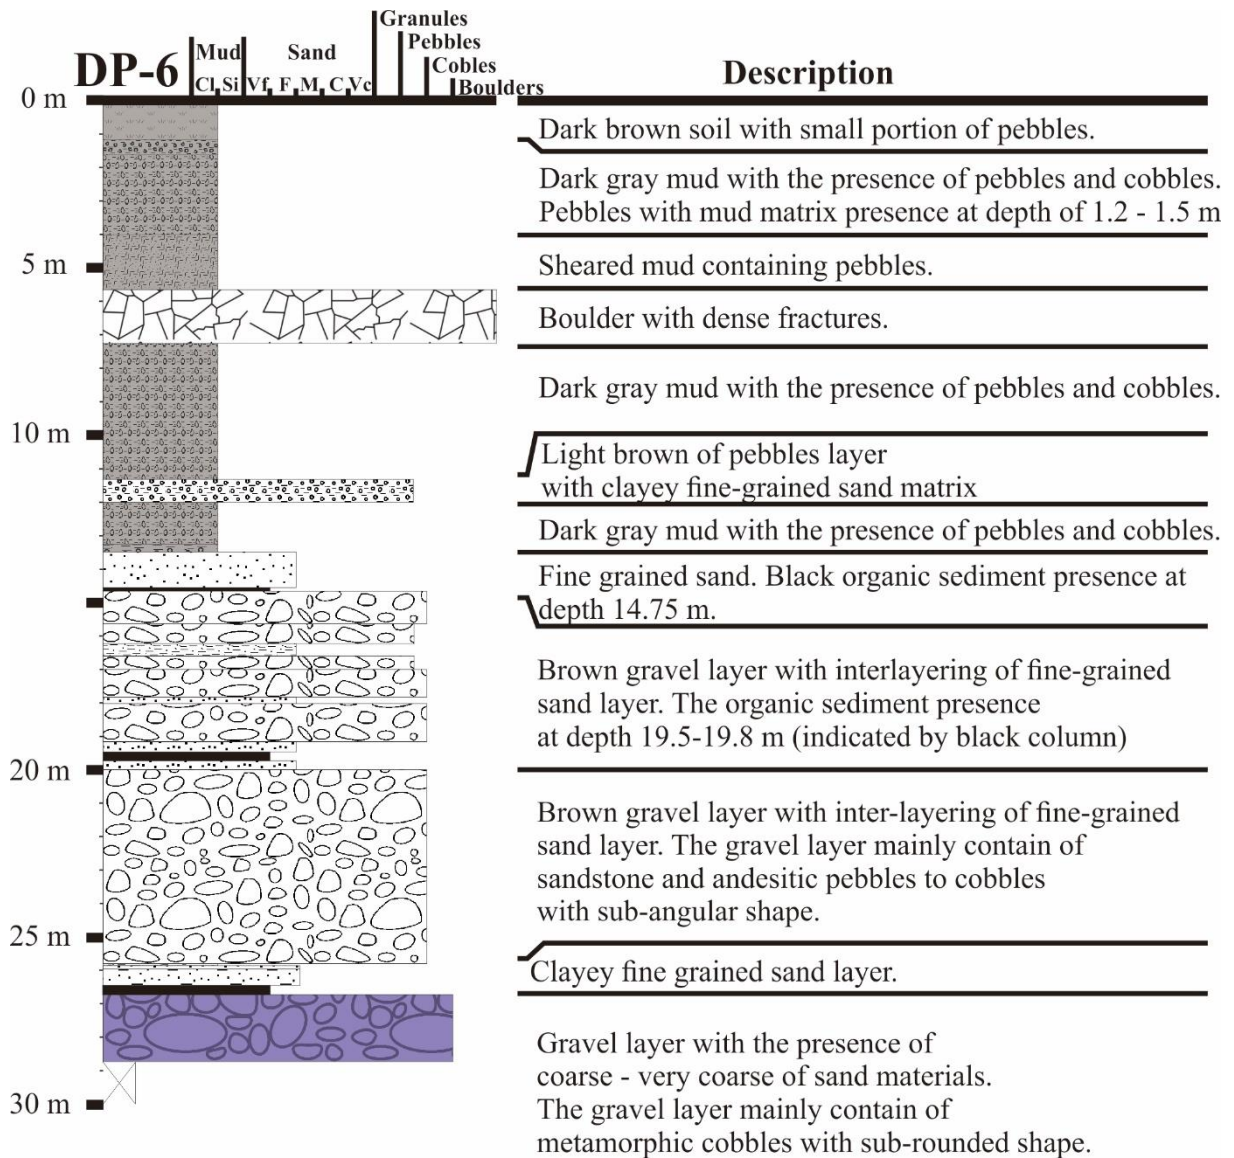 Granules
Pebbles
Cobles
Boulders
Mud Sand
DP-6
Cl Si Vf F M C Vc
Description
0 m
Dark brown soil with small portion of pebbles.
Dark gray mud with the presence of pebbles and cobbles.
Pebbles with mud matrix presence at depth of 1.2 - 1.5 m
5 m
Sheared mud containing pebbles.
Boulder with dense fractures.
Dark gray mud with the presence of pebbles and cobbles.
10 m
Light brown of pebbles layer
with clayey fine-grained sand matrix
Dark gray mud with the presence of pebbles and cobbles.
Fine grained sand. Black organic sediment presence at
depth 14.75 m.
15 m
Brown gravel layer with interlayering of fine-grained
sand layer. The organic sediment presence
at depth 19.5-19.8 m (indicated by black column)
20 m
Brown gravel layer with inter-layering of fine-grained
sand layer. The gravel layer mainly contain of
sandstone and andesitic pebbles to cobbles
with sub-angular shape.
25 m
Clayey fine grained sand layer.
Gravel layer with the presence of
coarse - very coarse of sand materials.
The gravel layer mainly contain of
metamorphic cobbles with sub-rounded shape.
30 m